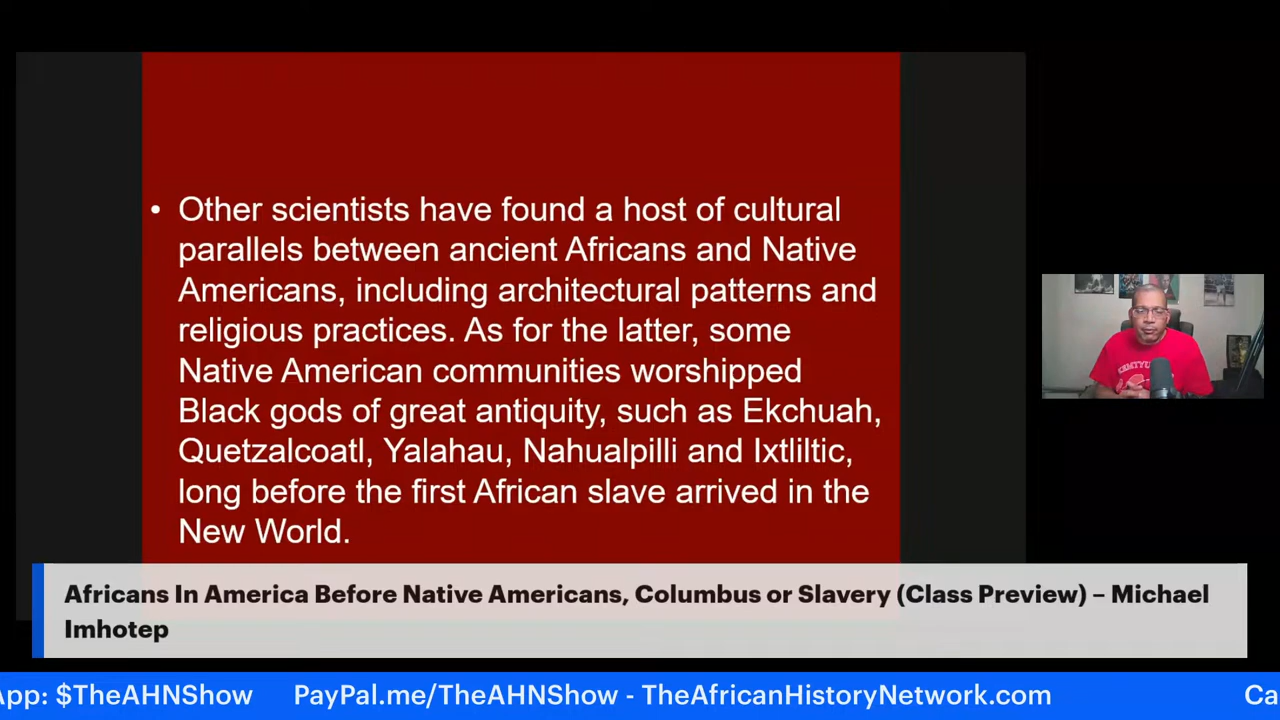 • Other scientists have found a host of cultural
parallels between ancient Africans and Native
Americans, including architectural patterns and
religious practices. As for the latter, some
Native American communities worshipped
Black gods of great antiquity, such as Ekchuah,
Quetzalcoatl, Yalahau, Nahualpilli and Ixtliltic,
long before the first African slave arrived in the
New World.
Africans In America Before Native Americans, Columbus or Slavery (Class Preview) – Michael
Imhotep
App: $TheAHNShow PayPal.me/TheAHNShow - TheAfricanHistoryNetwork.com Ca